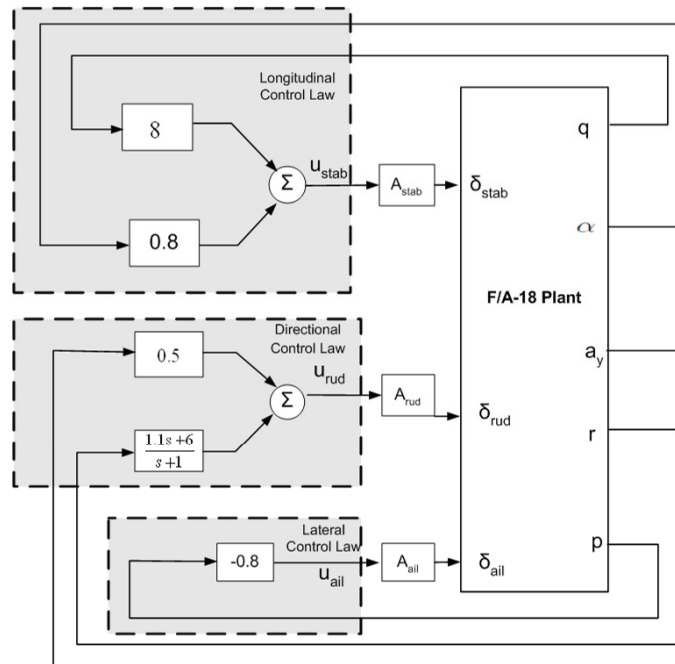 Longitudinal
Control Law
8
0.8
Σ
u_stab
A_stab
δ_stab
q
α
F/A-18 Plant
a_y
r
p
Directional
Control Law
0.5
1.1s+6
s+1
Σ
u_rud
A_rud
δ_rud
Lateral
Control Law
-0.8
u_ail
A_ail
δ_ail